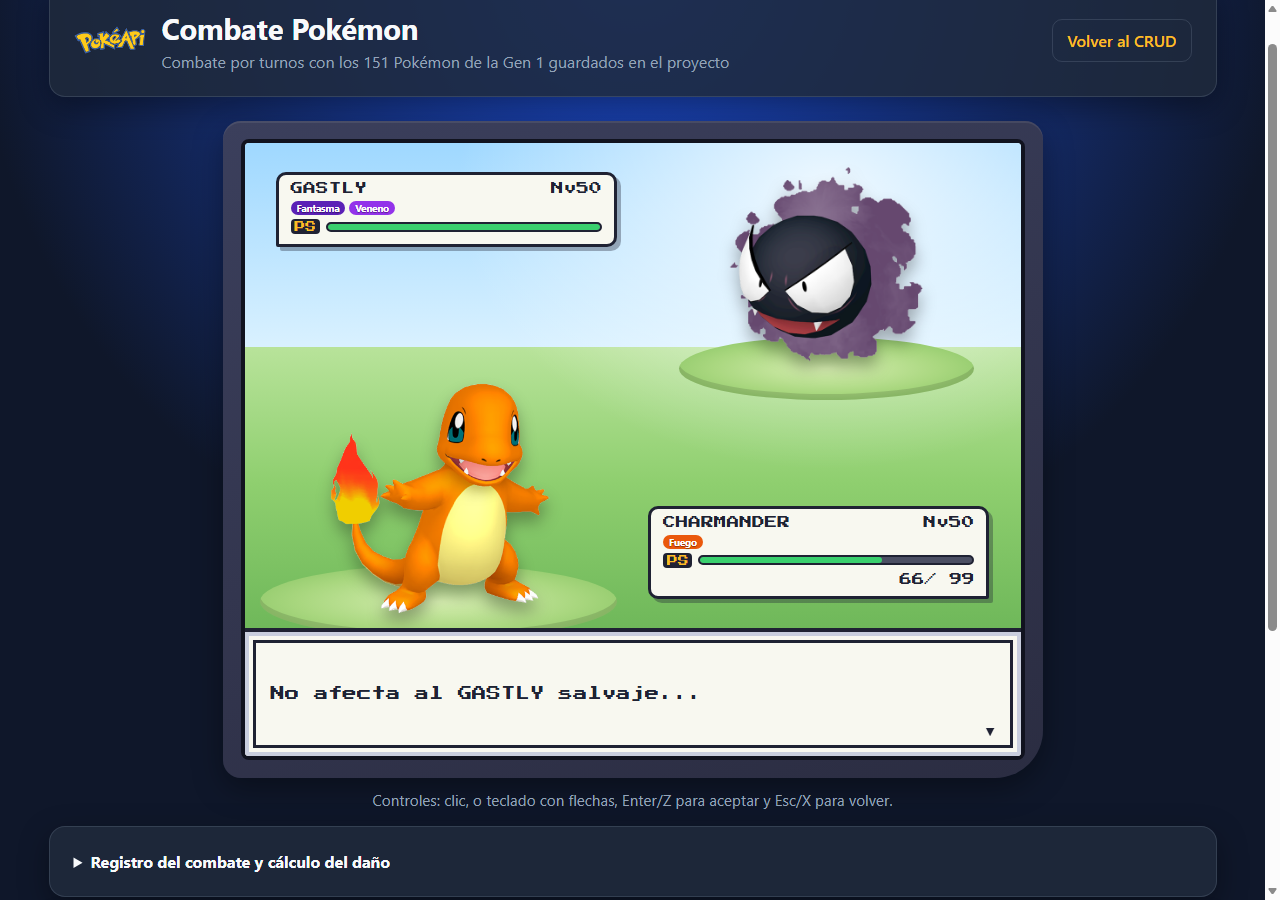 PokéApi
Combate Pokémon
Combate por turnos con los 151 Pokémon de la Gen 1 guardados en el proyecto
Volver al CRUD
GASTLY Nv50
Fantasma Veneno
PS
CHARMANDER Nv50
Fuego
PS
66/ 99
No afecta al GASTLY salvaje...
▼
Controles: clic, o teclado con flechas, Enter/Z para aceptar y Esc/X para volver.
▶ Registro del combate y cálculo del daño